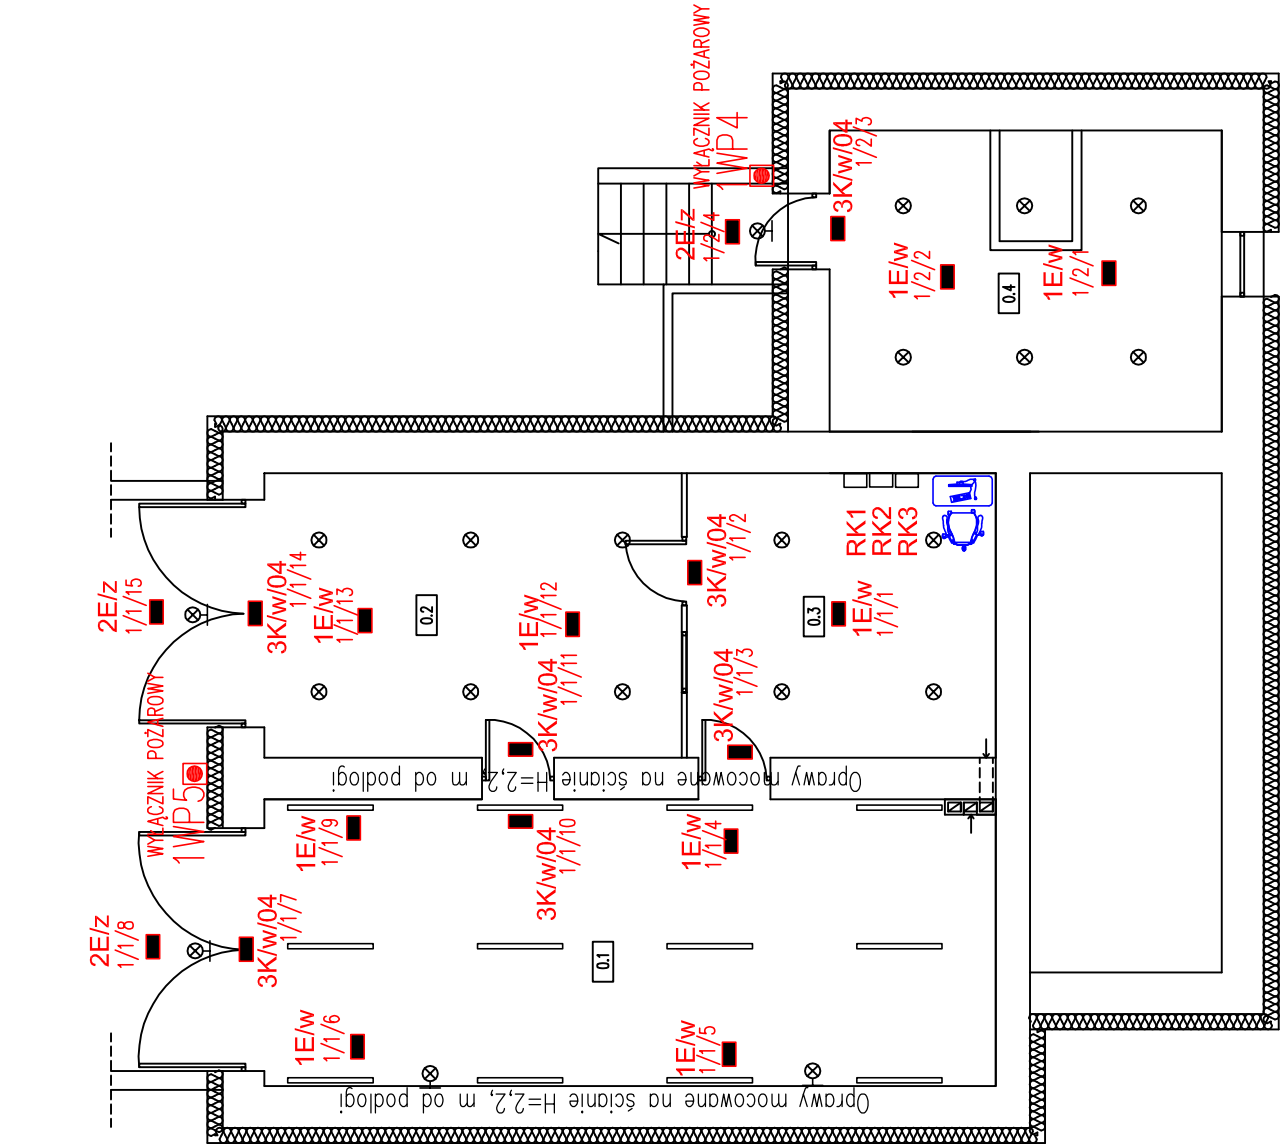 WYŁĄCZNIK POŻAROWY
1WP4
2E/z
1/2/4
3K/w/04
1/2/3
1E/w
1/2/2
1E/w
1/2/1
0.4
2E/z
1/1/15
3K/w/04
1/1/14
1E/w
1/1/13
0.2
1E/w
1/1/12
3K/w/04
1/1/11
3K/w/04
1/1/2
RK1
RK2
RK3
0.3
1E/w
1/1/1
3K/w/04
1/1/3
WYŁĄCZNIK POŻAROWY
1WP5
Oprawy mocowane na ścianie H=2,2, m od podlogi
1E/w
1/1/9
3K/w/04
1/1/10
1E/w
1/1/4
2E/z
1/1/8
3K/w/04
1/1/7
0.1
1E/w
1/1/6
1E/w
1/1/5
Oprawy mocowane na ścianie H=2,2, m od podlogi